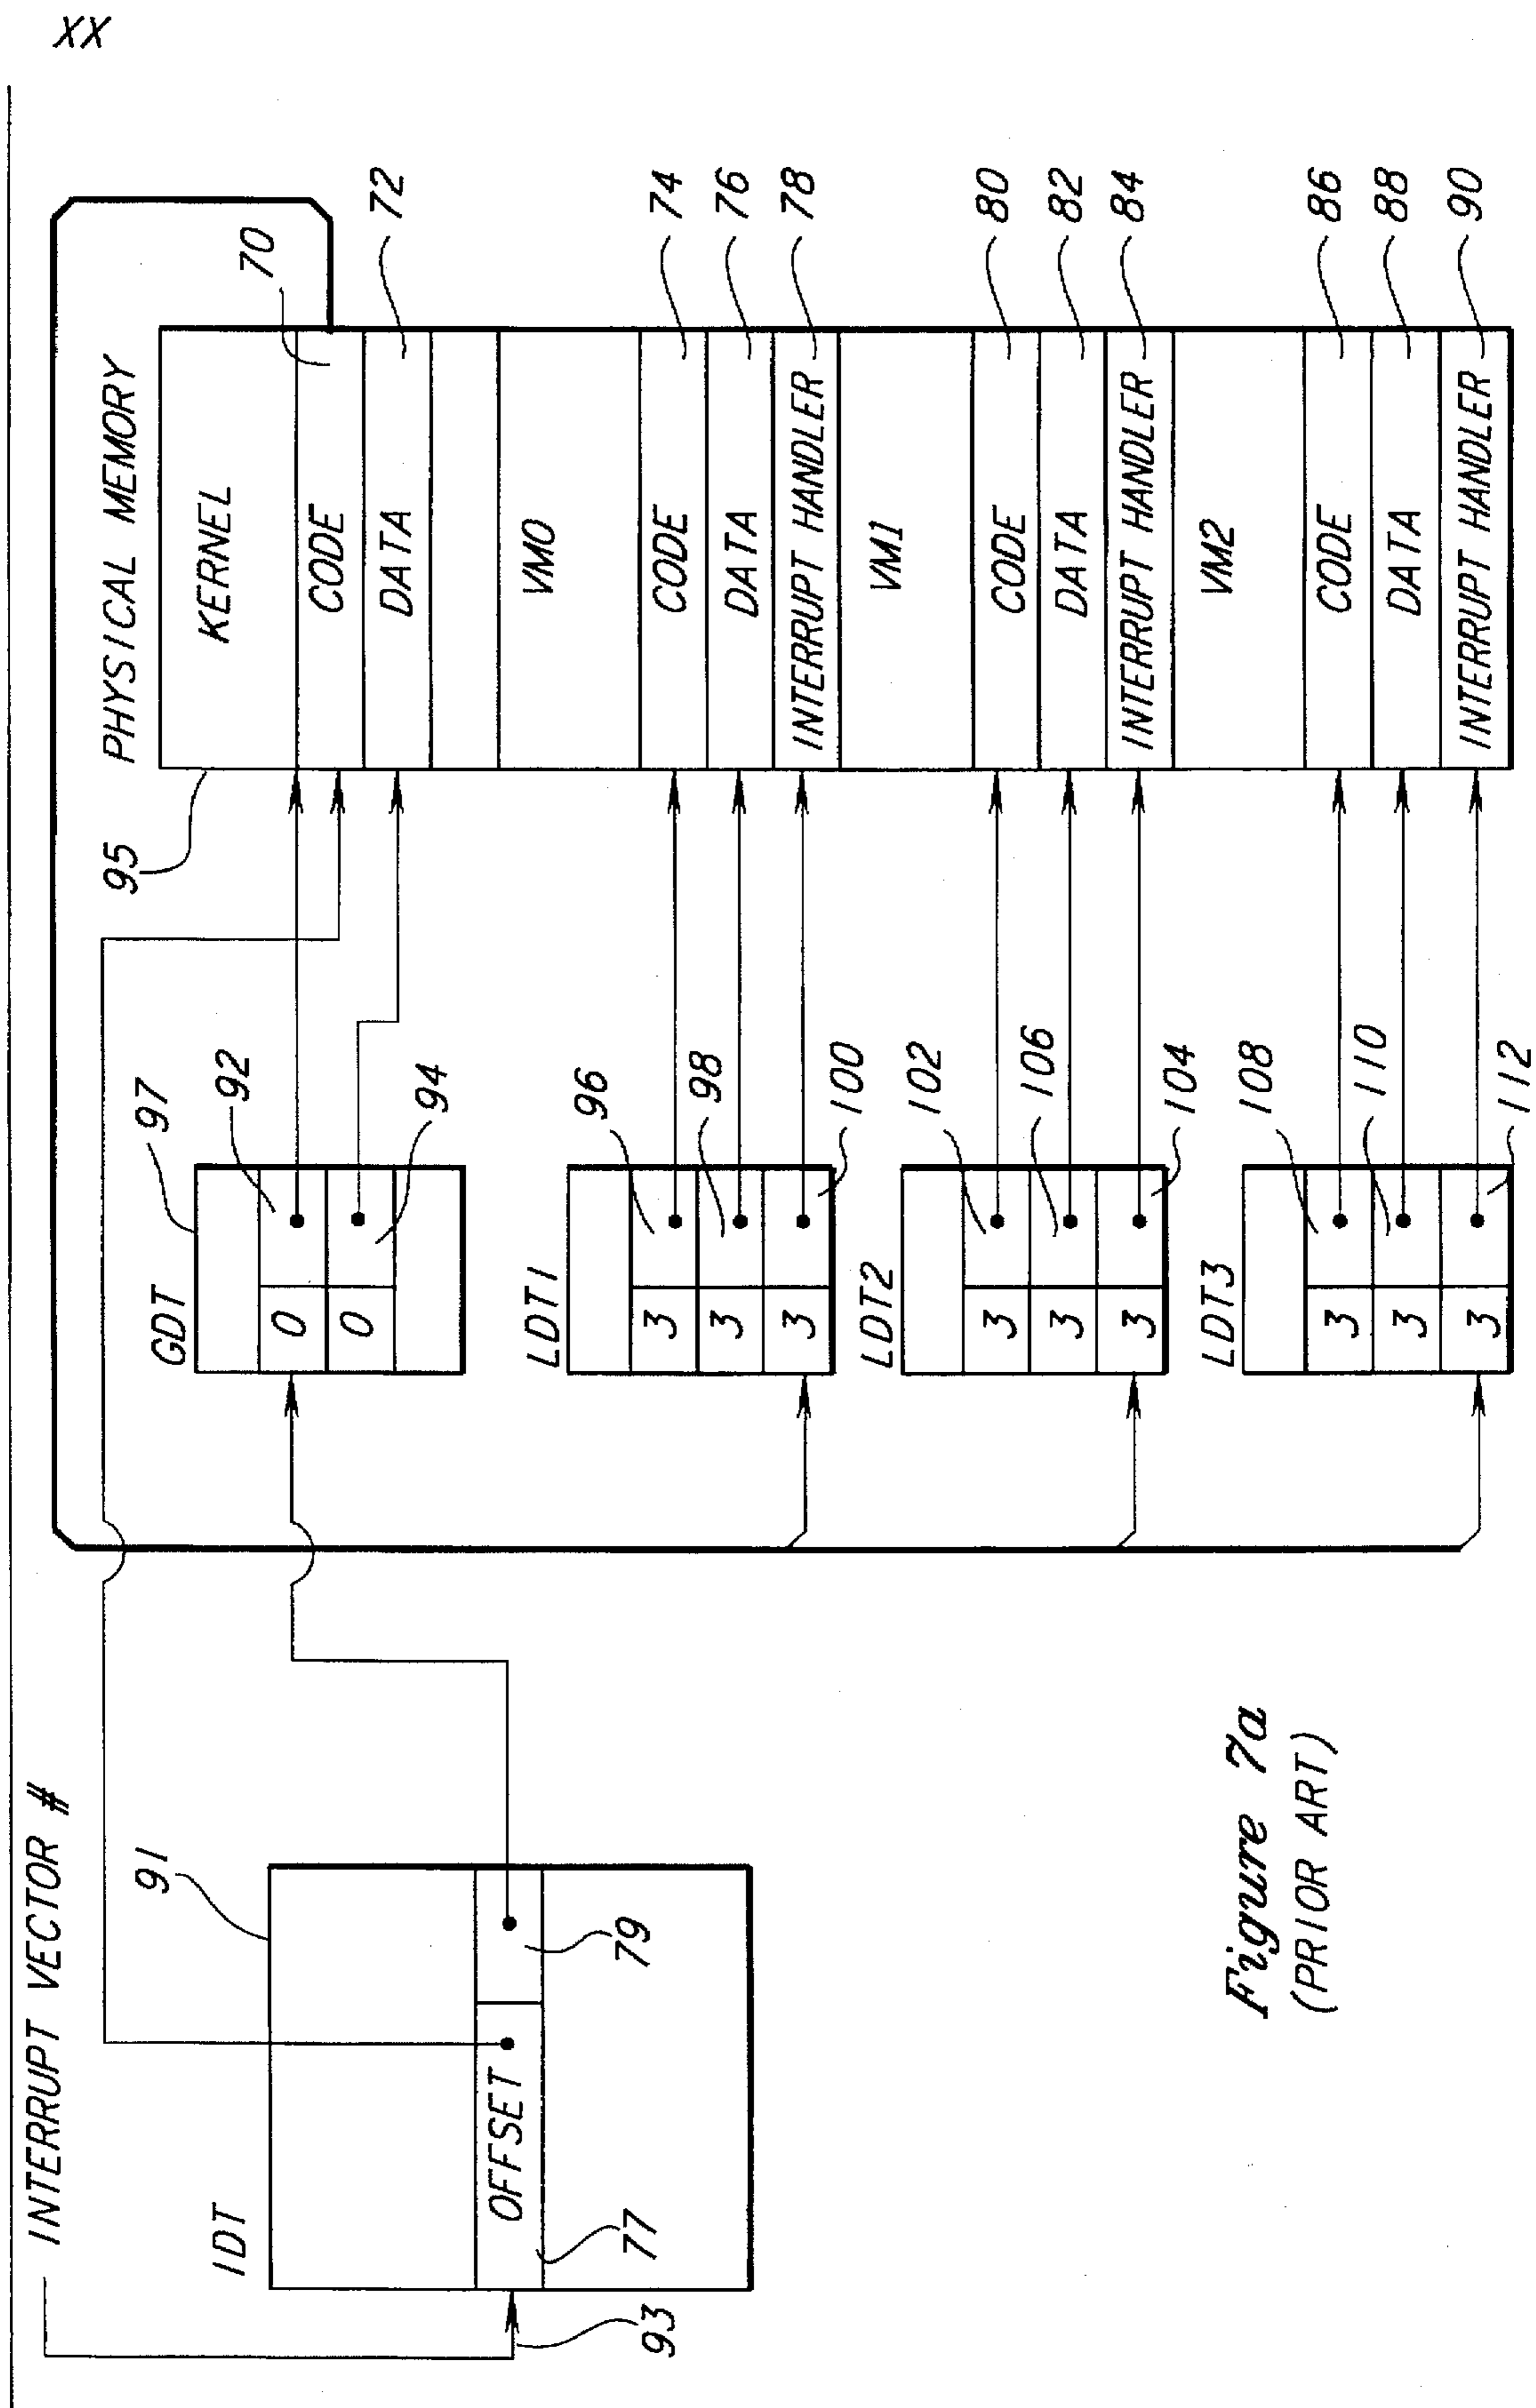 XX
INTERRUPT VECTOR #
IDT
91
OFFSET
77
79
93
GDT
97
92
0
0
94
LDT1
96
3
98
3
3
100
LDT2
102
3
106
3
3
104
LDT3
108
3
110
3
3
112
PHYSICAL MEMORY
95
KERNEL
70
CODE
72
DATA
VM0
CODE
74
DATA
76
INTERRUPT HANDLER
78
VM1
CODE
80
DATA
82
INTERRUPT HANDLER
84
VM2
CODE
86
DATA
88
INTERRUPT HANDLER
90
Figure 7a
(PRIOR ART)